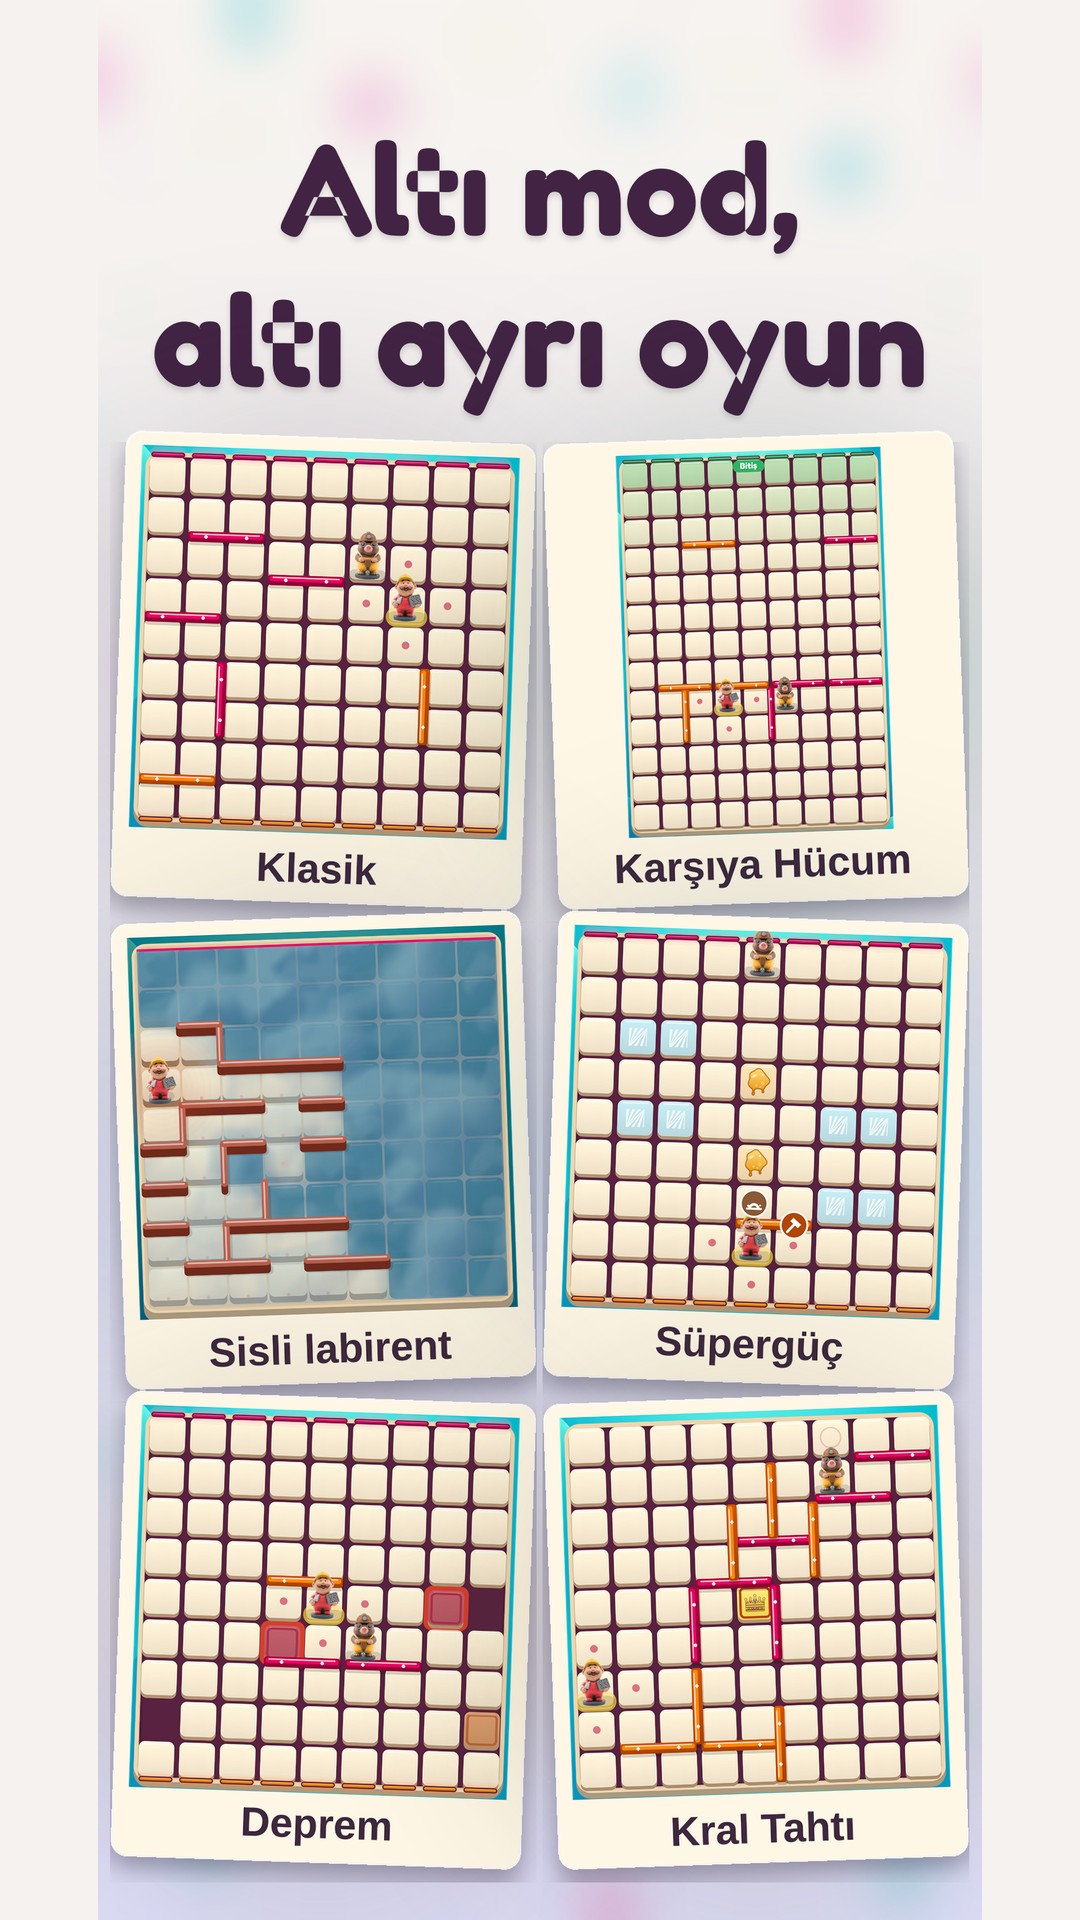 Altı mod,
altı ayrı oyun
Bitiş
Klasik
Karşıya Hücum
Sisli labirent
Süpergüç
Deprem
Kral Tahtı